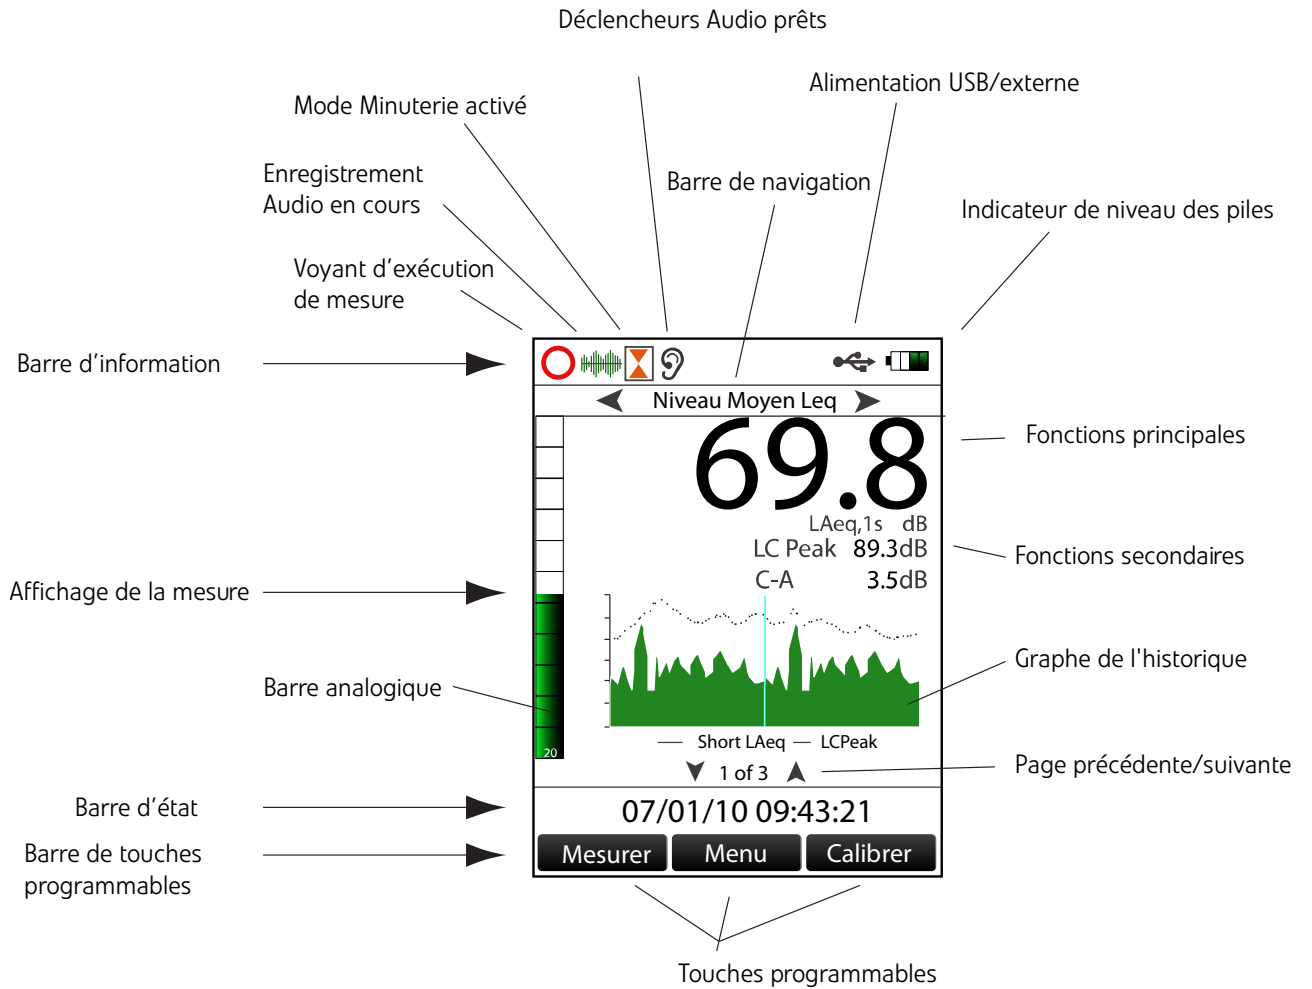 Déclencheurs Audio prêts
Alimentation USB/externe
Mode Minuterie activé
Enregistrement
Audio en cours
Barre de navigation
Indicateur de niveau des piles
Voyant d'exécution
de mesure
Barre d'information
Niveau Moyen Leq
69.8
Fonctions principales
LAeq,1s dB
LC Peak 89.3dB
Fonctions secondaires
C-A 3.5dB
Affichage de la mesure
Graphe de l'historique
Barre analogique
Short LAeq LCPeak
20
1 of 3
Page précédente/suivante
Barre d'état
07/01/10 09:43:21
Barre de touches
programmables
Mesurer Menu Calibrer
Touches programmables